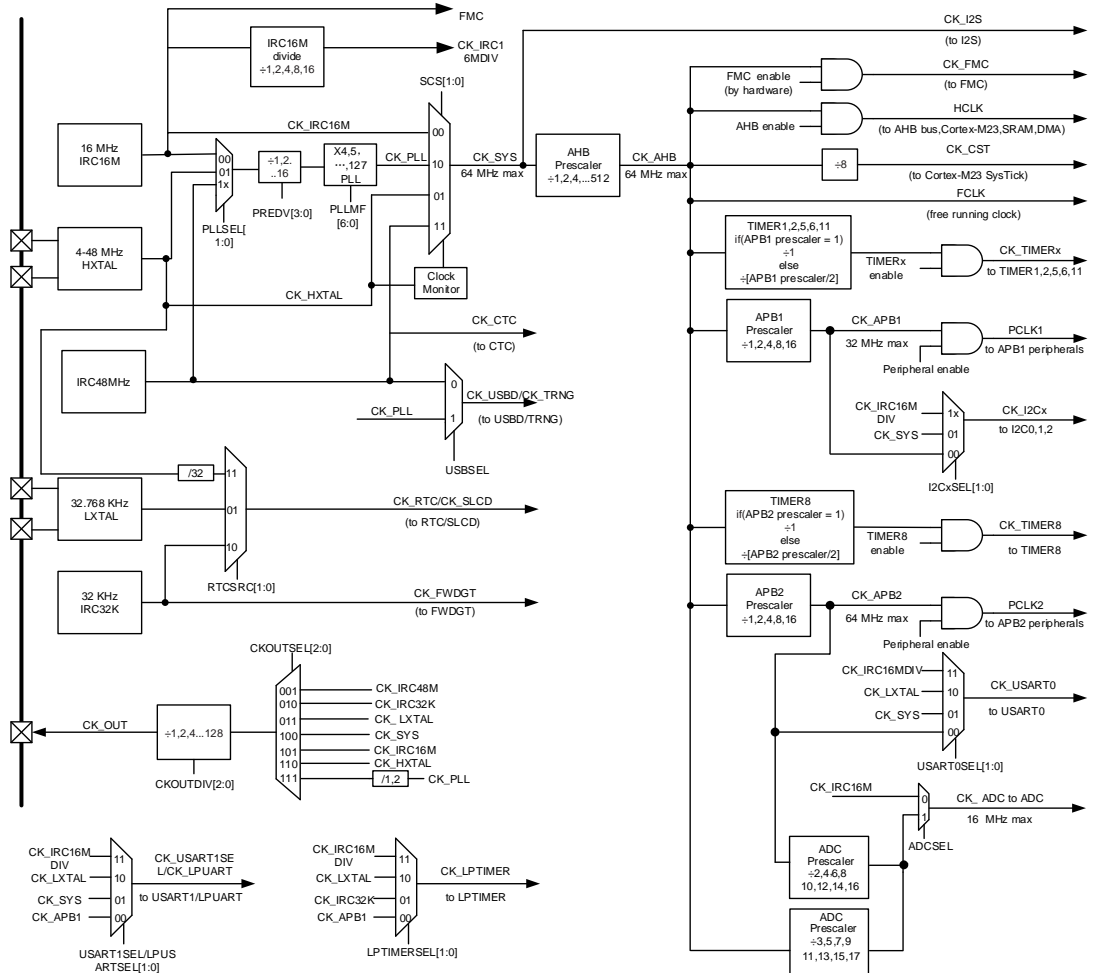 FMC
IRC16M
divide
÷1,2,4,8,16
CK_IRC1
6MDIV
SCS[1:0]
16 MHz
IRC16M
CK_IRC16M
00
01
1x
÷1,2.
..16
X4,5,
…,127
PLL
CK_PLL
00
10
01
11
PREDV[3:0]
PLLMF
[6:0]
PLLSEL[
1:0]
4-48 MHz
HXTAL
Clock
Monitor
CK_HXTAL
CK_SYS
64 MHz max
AHB
Prescaler
÷1,2,4,...512
CK_AHB
64 MHz max
CK_CTC
(to CTC)
IRC48MHz
0
1
CK_PLL
CK_USBD/CK_TRNG
(to USBD/TRNG)
USBSEL
/32
11
01
10
32.768 KHz
LXTAL
CK_RTC/CK_SLCD
(to RTC/SLCD)
RTCSRC[1:0]
32 KHz
IRC32K
CK_FWDGT
(to FWDGT)
CKOUTSEL[2:0]
001
CK_IRC48M
010
CK_IRC32K
011
CK_ LXTAL
100
CK_SYS
101
CK_IRC16M
110
CK_HXTAL
111
/1,2
CK_PLL
CK_OUT
÷1,2,4...128
CKOUTDIV[2:0]
CK_IRC16M
DIV
CK_LXTAL
CK_SYS
CK_APB1
11
10
01
00
CK_USART1SE
L/CK_LPUART
to USART1/LPUART
USART1SEL/LPUS
ARTSEL[1:0]
CK_IRC16M
DIV
CK_LXTAL
CK_IRC32K
CK_APB1
11
10
01
00
CK_LPTIMER
to LPTIMER
LPTIMERSEL[1:0]
CK_I2S
(to I2S)
FMC enable
(by hardware)
CK_FMC
(to FMC)
AHB enable
HCLK
(to AHB bus,Cortex-M23,SRAM,DMA)
÷8
CK_CST
(to Cortex-M23 SysTick)
FCLK
(free running clock)
TIMER1,2,5,6,11
if(APB1 prescaler = 1)
÷1
else
÷[APB1 prescaler/2]
TIMERx
enable
CK_TIMERx
to TIMER1,2,5,6,11
APB1
Prescaler
÷1,2,4,8,16
CK_APB1
32 MHz max
Peripheral enable
PCLK1
to APB1 peripherals
CK_IRC16M
DIV
CK_SYS
1x
01
00
CK_I2Cx
to I2C0,1,2
I2CxSEL[1:0]
TIMER8
if(APB2 prescaler = 1)
÷1
else
÷[APB2 prescaler/2]
TIMER8
enable
CK_TIMER8
to TIMER8
APB2
Prescaler
÷1,2,4,8,16
CK_APB2
64 MHz max
Peripheral enable
PCLK2
to APB2 peripherals
CK_IRC16MDIV
CK_LXTAL
CK_SYS
11
10
01
00
CK_USART0
to USART0
USART0SEL[1:0]
CK_IRC16M
0
1
CK_ ADC to ADC
16 MHz max
ADCSEL
ADC
Prescaler
÷2,4,6,8
10,12,14,16
ADC
Prescaler
÷3,5,7,9
11,13,15,17